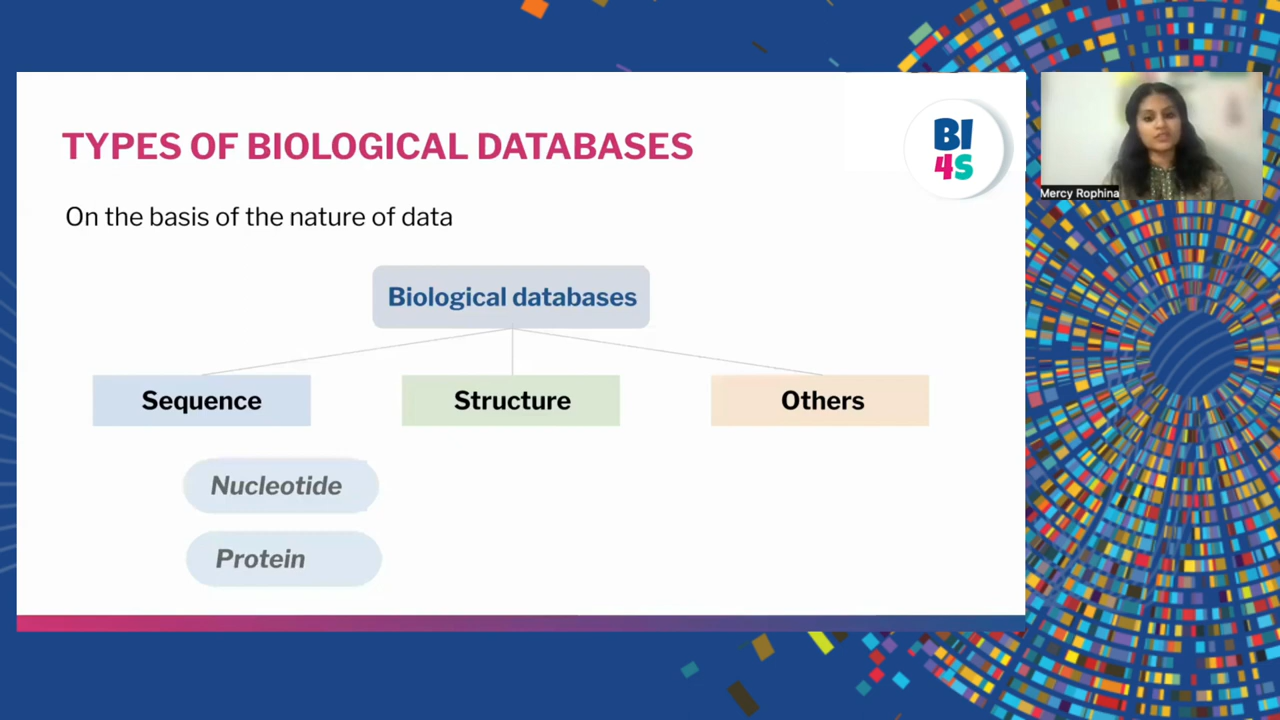 TYPES OF BIOLOGICAL DATABASES
BI
4S
Mercy Rophina
On the basis of the nature of data
Biological databases
Sequence
Structure
Others
Nucleotide
Protein